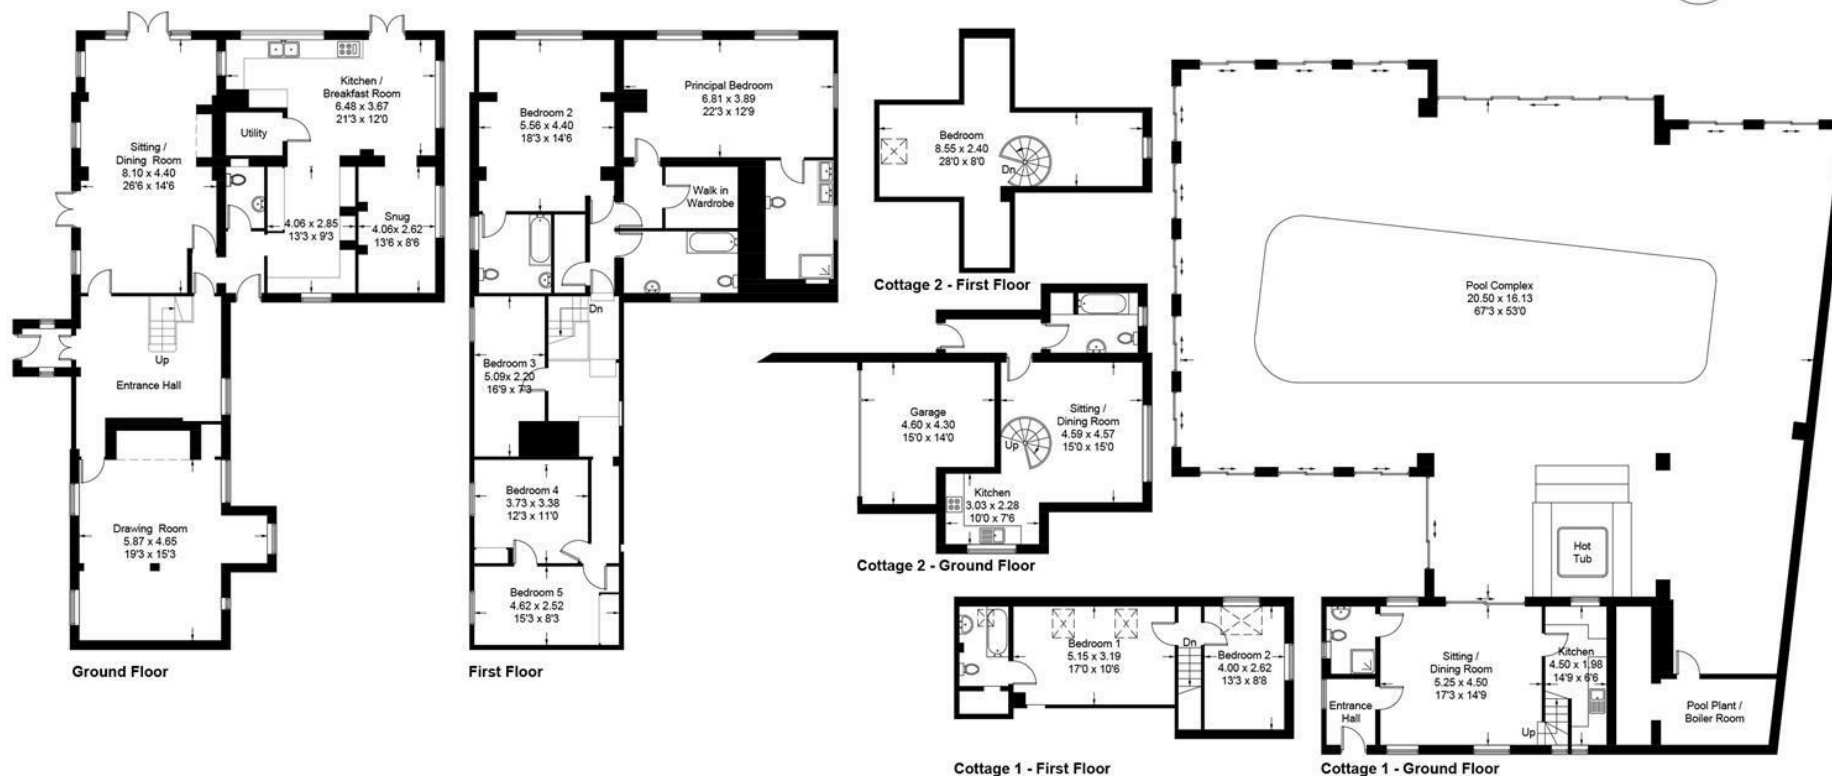 Sitting /
Dining Room
8.10 x 4.40
26'6 x 14'6
Kitchen /
Breakfast Room
6.48 x 3.67
21'3 x 12'0
Utility
4.06 x 2.85
13'3 x 9'3
Snug
4.06x 2.62
13'6 x 8'6
Up
Entrance Hall
Drawing Room
5.87 x 4.65
19'3 x 15'3
Ground Floor
Bedroom 2
5.56 x 4.40
18'3 x 14'6
Principal Bedroom
6.81 x 3.89
22'3 x 12'9
Walk in
Wardrobe
Dn
Bedroom 3
5.09x 2.20
16'9 x 7'3
Bedroom 4
3.73 x 3.38
12'3 x 11'0
Bedroom 5
4.62 x 2.52
15'3 x 8'3
First Floor
Bedroom
8.55 x 2.40
28'0 x 8'0
Dn
Cottage 2 - First Floor
Garage
4.60 x 4.30
15'0 x 14'0
Sitting /
Dining Room
4.59 x 4.57
15'0 x 15'0
Up
Kitchen
3.03 x 2.28
10'0 x 7'6
Cottage 2 - Ground Floor
Bedroom 1
5.15 x 3.19
17'0 x 10'6
Dn
Bedroom 2
4.00 x 2.62
13'3 x 8'8
Cottage 1 - First Floor
Pool Complex
20.50 x 16.13
67'3 x 53'0
Hot
Tub
Sitting /
Dining Room
5.25 x 4.50
17'3 x 14'9
Kitchen
4.50 x 1.98
14'9 x 6'6
Entrance
Hall
Up
Pool Plant /
Boiler Room
Cottage 1 - Ground Floor